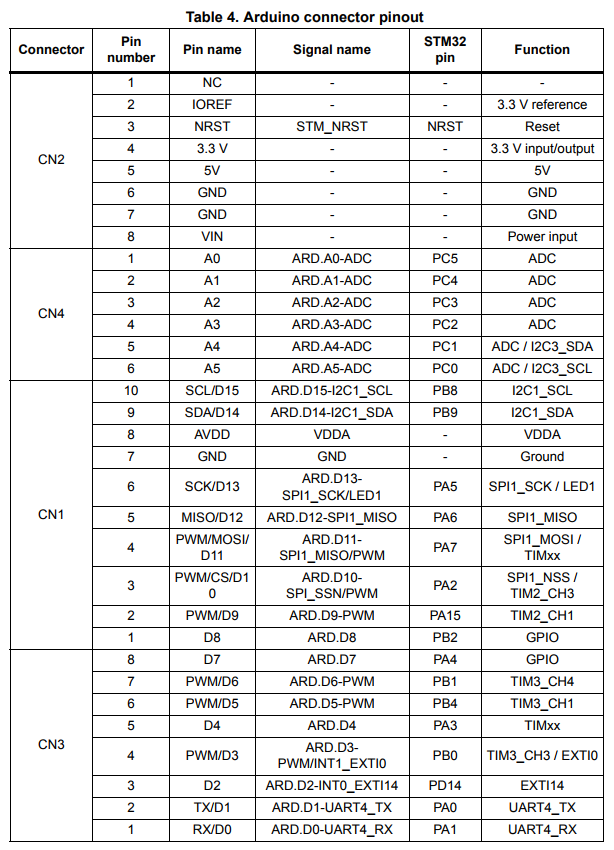 Table 4. Arduino connector pinout
Connector Pin number Pin name Signal name STM32 pin Function
CN2
1 NC - - -
2 IOREF - - 3.3 V reference
3 NRST STM_NRST NRST Reset
4 3.3 V - - 3.3 V input/output
5 5V - - 5V
6 GND - - GND
7 GND - - GND
8 VIN - - Power input
CN4
1 A0 ARD.A0-ADC PC5 ADC
2 A1 ARD.A1-ADC PC4 ADC
3 A2 ARD.A2-ADC PC3 ADC
4 A3 ARD.A3-ADC PC2 ADC
5 A4 ARD.A4-ADC PC1 ADC / I2C3_SDA
6 A5 ARD.A5-ADC PC0 ADC / I2C3_SCL
CN1
10 SCL/D15 ARD.D15-I2C1_SCL PB8 I2C1_SCL
9 SDA/D14 ARD.D14-I2C1_SDA PB9 I2C1_SDA
8 AVDD VDDA - VDDA
7 GND GND - Ground
6 SCK/D13 ARD.D13-SPI1_SCK/LED1 PA5 SPI1_SCK / LED1
5 MISO/D12 ARD.D12-SPI1_MISO PA6 SPI1_MISO
4 PWM/MOSI/D11 ARD.D11-SPI1_MISO/PWM PA7 SPI1_MOSI / TIMxx
3 PWM/CS/D10 ARD.D10-SPI_SSN/PWM PA2 SPI1_NSS / TIM2_CH3
2 PWM/D9 ARD.D9-PWM PA15 TIM2_CH1
1 D8 ARD.D8 PB2 GPIO
CN3
8 D7 ARD.D7 PA4 GPIO
7 PWM/D6 ARD.D6-PWM PB1 TIM3_CH4
6 PWM/D5 ARD.D5-PWM PB4 TIM3_CH1
5 D4 ARD.D4 PA3 TIMxx
4 PWM/D3 ARD.D3-PWM/INT1_EXTI0 PB0 TIM3_CH3 / EXTI0
3 D2 ARD.D2-INT0_EXTI14 PD14 EXTI14
2 TX/D1 ARD.D1-UART4_TX PA0 UART4_TX
1 RX/D0 ARD.D0-UART4_RX PA1 UART4_RX